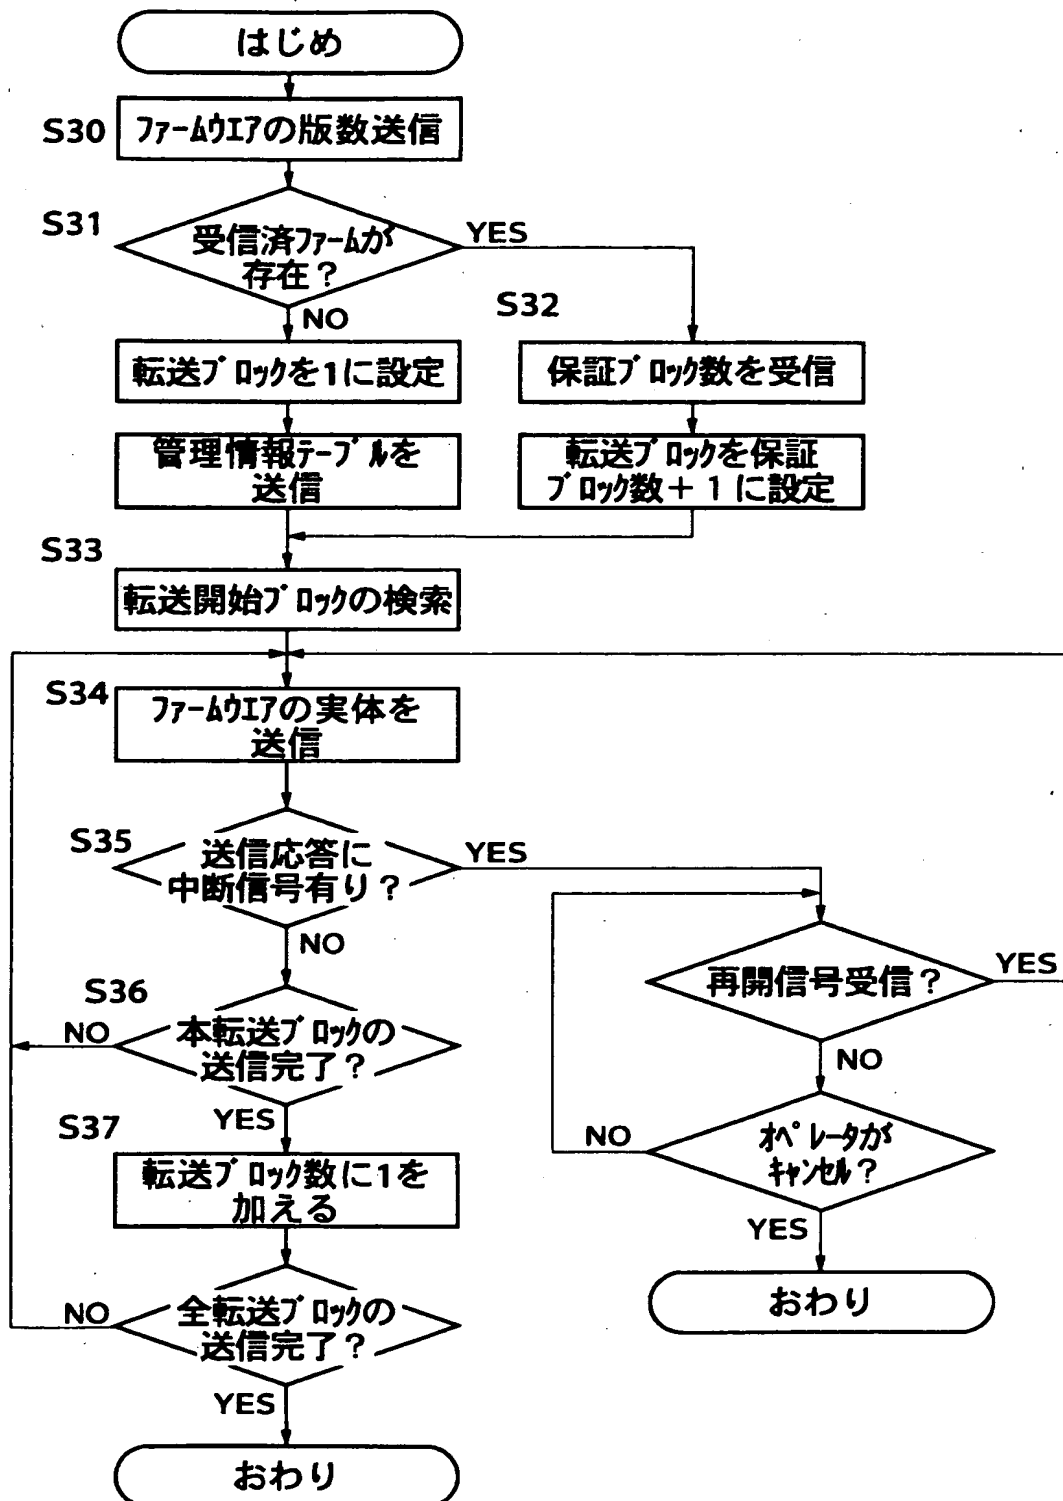 はじめ
S30
ファームウエアの版数送信
S31
受信済ファームが
存在？
YES
NO
S32
転送ブロックを1に設定
保証ブロック数を受信
管理情報テーブルを
送信
転送ブロックを保証
ブロック数＋1に設定
S33
転送開始ブロックの検索
S34
ファームウエアの実体を
送信
S35
送信応答に
中断信号有り？
YES
NO
再開信号受信？
YES
NO
S36
本転送ブロックの
送信完了？
NO
YES
オペレータが
キャンセル？
NO
YES
おわり
S37
転送ブロック数に1を
加える
全転送ブロックの
送信完了？
NO
YES
おわり